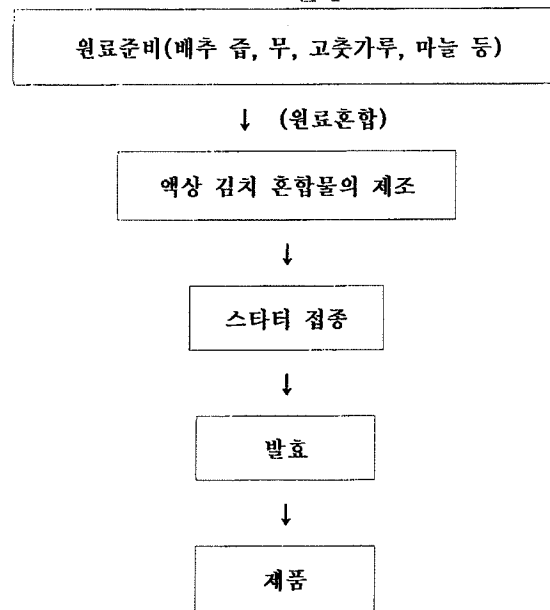 원료준비(배추 즙, 무, 고춧가루, 마늘 등)
↓ (원료혼합)
액상 김치 혼합물의 제조
↓
스타터 접종
↓
발효
↓
제품